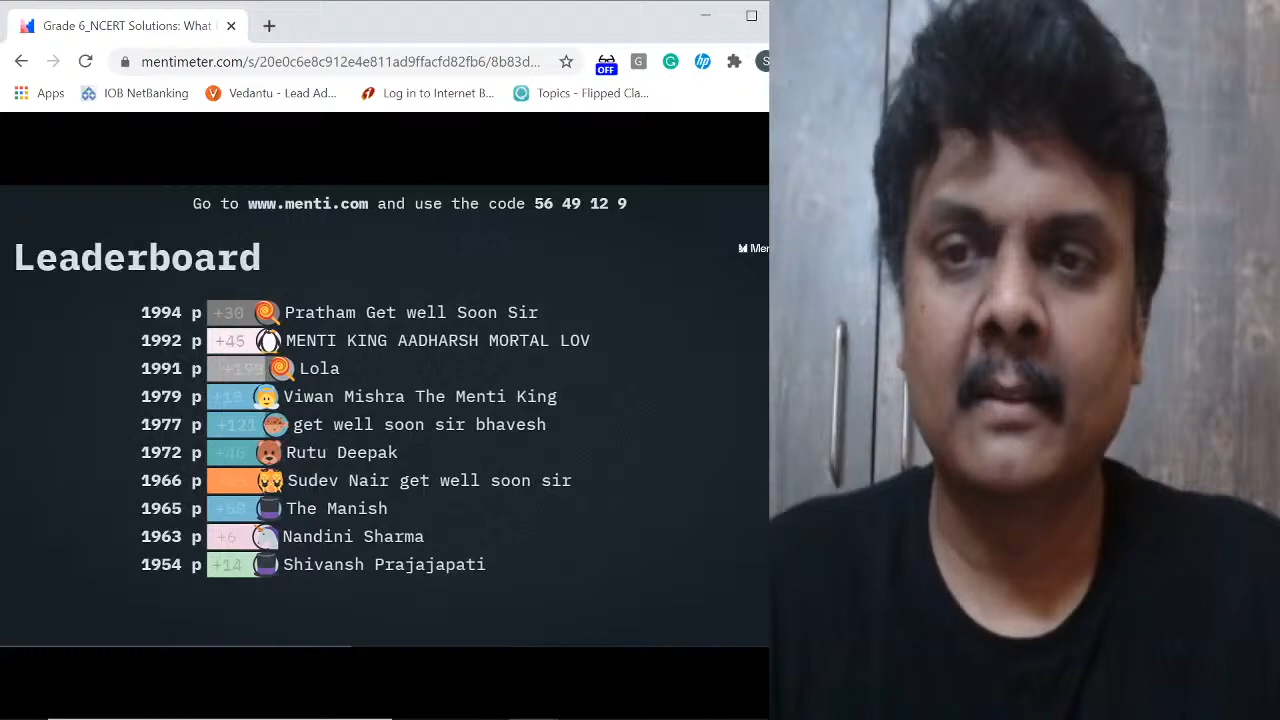 Grade 6_NCERT Solutions: What
mentimeter.com/s/20e0c6e8c912e4e811ad9ffacfd82fb6/8b83d...
OFF
G
G
hp
S
Apps
IOB NetBanking
Vedantu - Lead Ad...
Log in to Internet B...
Topics - Flipped Cla...
Go to www.menti.com and use the code 56 49 12 9
Leaderboard
1994 p +30 Pratham Get well Soon Sir
1992 p +45 MENTI KING AADHARSH MORTAL LOV
1991 p Lola
1979 p Viwan Mishra The Menti King
1977 p +121 get well soon sir bhavesh
1972 p +46 Rutu Deepak
1966 p Sudev Nair get well soon sir
1965 p The Manish
1963 p +6 Nandini Sharma
1954 p +14 Shivansh Prajajapati